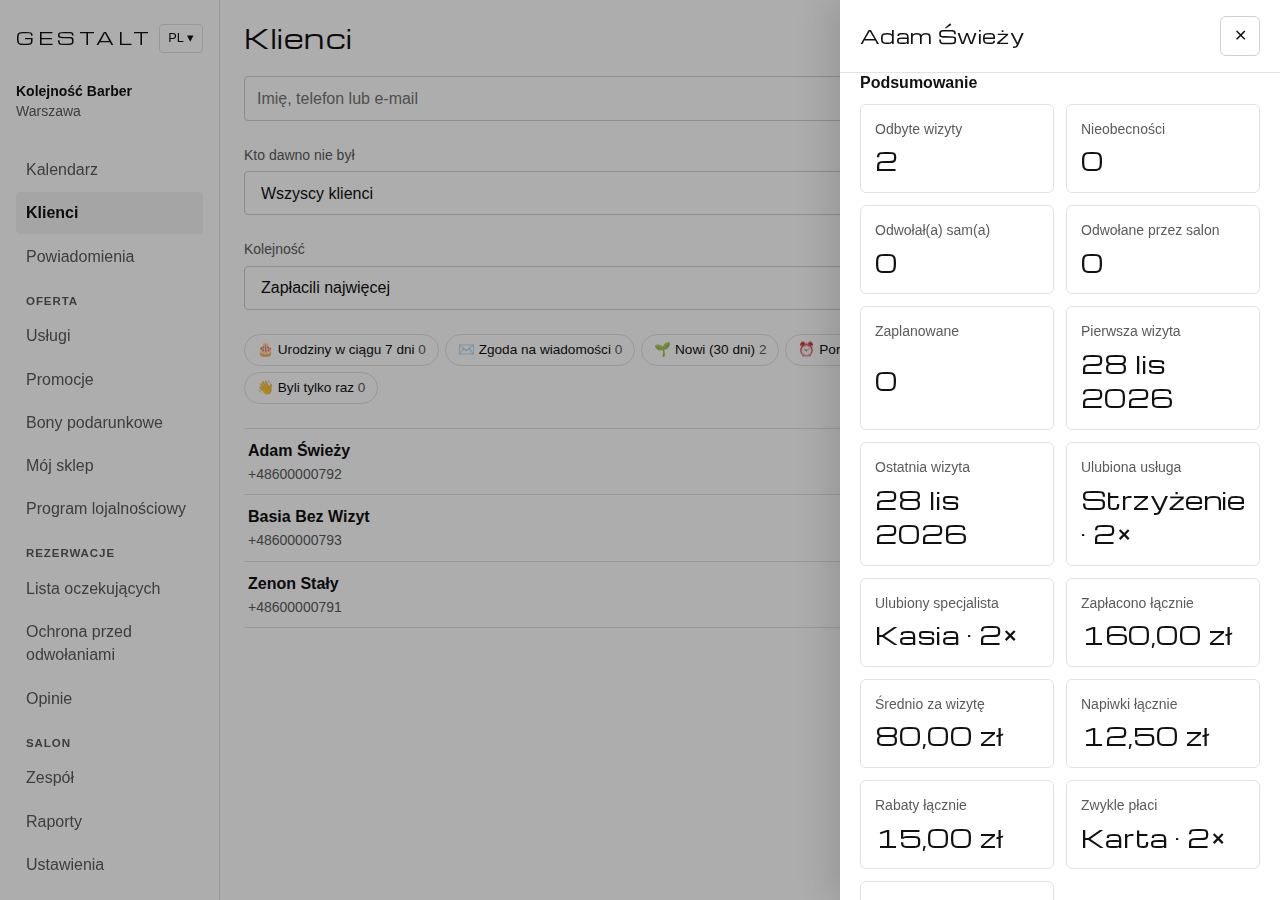 GESTALT
PL ▾
Kolejność Barber
Warszawa
Kalendarz
Klienci
Powiadomienia
OFERTA
Usługi
Promocje
Bony podarunkowe
Mój sklep
Program lojalnościowy
REZERWACJE
Lista oczekujących
Ochrona przed
odwołaniami
Opinie
SALON
Zespół
Raporty
Ustawienia
Klienci
Imię, telefon lub e-mail
Kto dawno nie był
Wszyscy klienci
Kolejność
Zapłacili najwięcej
🎂 Urodziny w ciągu 7 dni 0
✉️ Zgoda na wiadomości 0
🌱 Nowi (30 dni) 2
⏰ Por
👋 Byli tylko raz 0
Adam Świeży
+48600000792
Basia Bez Wizyt
+48600000793
Zenon Stały
+48600000791
Adam Świeży
✕
Podsumowanie
Odbyte wizyty
2
Nieobecności
0
Odwołał(a) sam(a)
0
Odwołane przez salon
0
Zaplanowane
0
Pierwsza wizyta
28 lis
2026
Ostatnia wizyta
28 lis
2026
Ulubiona usługa
Strzyżenie
· 2×
Ulubiony specjalista
Kasia · 2×
Zapłacono łącznie
160,00 zł
Średnio za wizytę
80,00 zł
Napiwki łącznie
12,50 zł
Rabaty łącznie
15,00 zł
Zwykle płaci
Karta · 2×